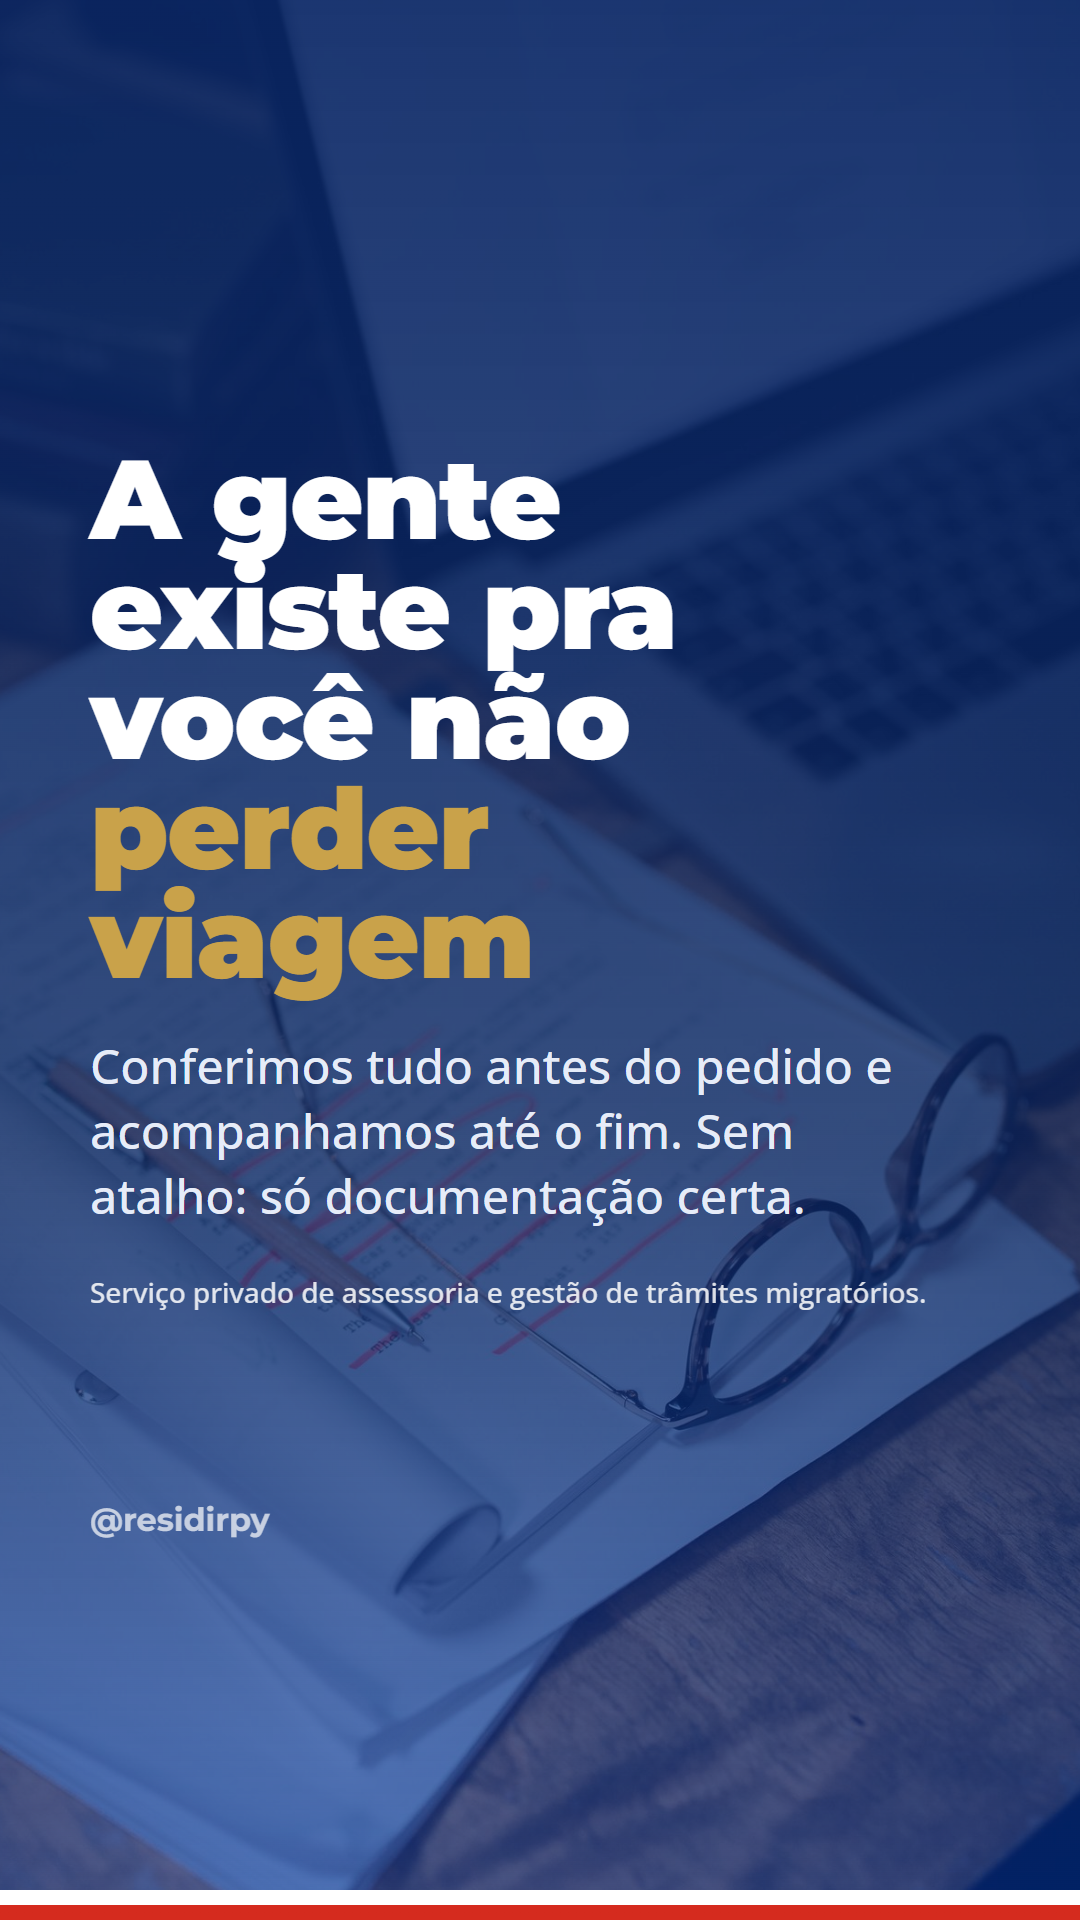 A gente
existe pra
você não
perder
viagem
Conferimos tudo antes do pedido e
acompanhamos até o fim. Sem
atalho: só documentação certa.
Serviço privado de assessoria e gestão de trâmites migratórios.
@residirpy